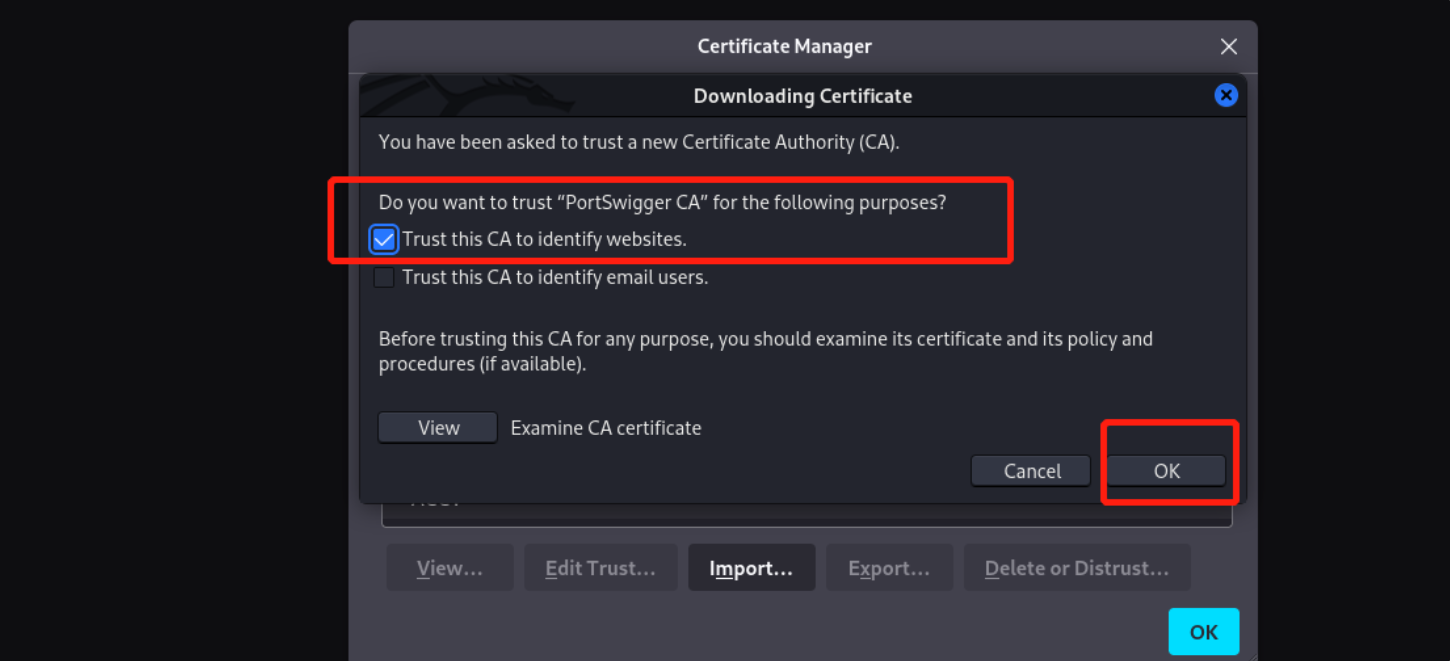 Certificate Manager
Downloading Certificate
You have been asked to trust a new Certificate Authority (CA).
Do you want to trust “PortSwigger CA” for the following purposes?
Trust this CA to identify websites.
Trust this CA to identify email users.
Before trusting this CA for any purpose, you should examine its certificate and its policy and
procedures (if available).
View Examine CA certificate
Cancel OK
View... Edit Trust... Import... Export... Delete or Distrust...
OK